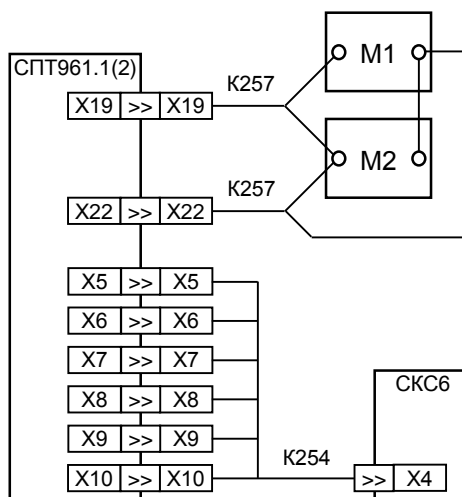 СПТ961.1(2)
М1
К257
X19 >> X19
М2
К257
X22 >> X22
X5 >> X5
X6 >> X6
X7 >> X7
СКС6
X8 >> X8
X9 >> X9
К254
X10 >> X10
>> X4